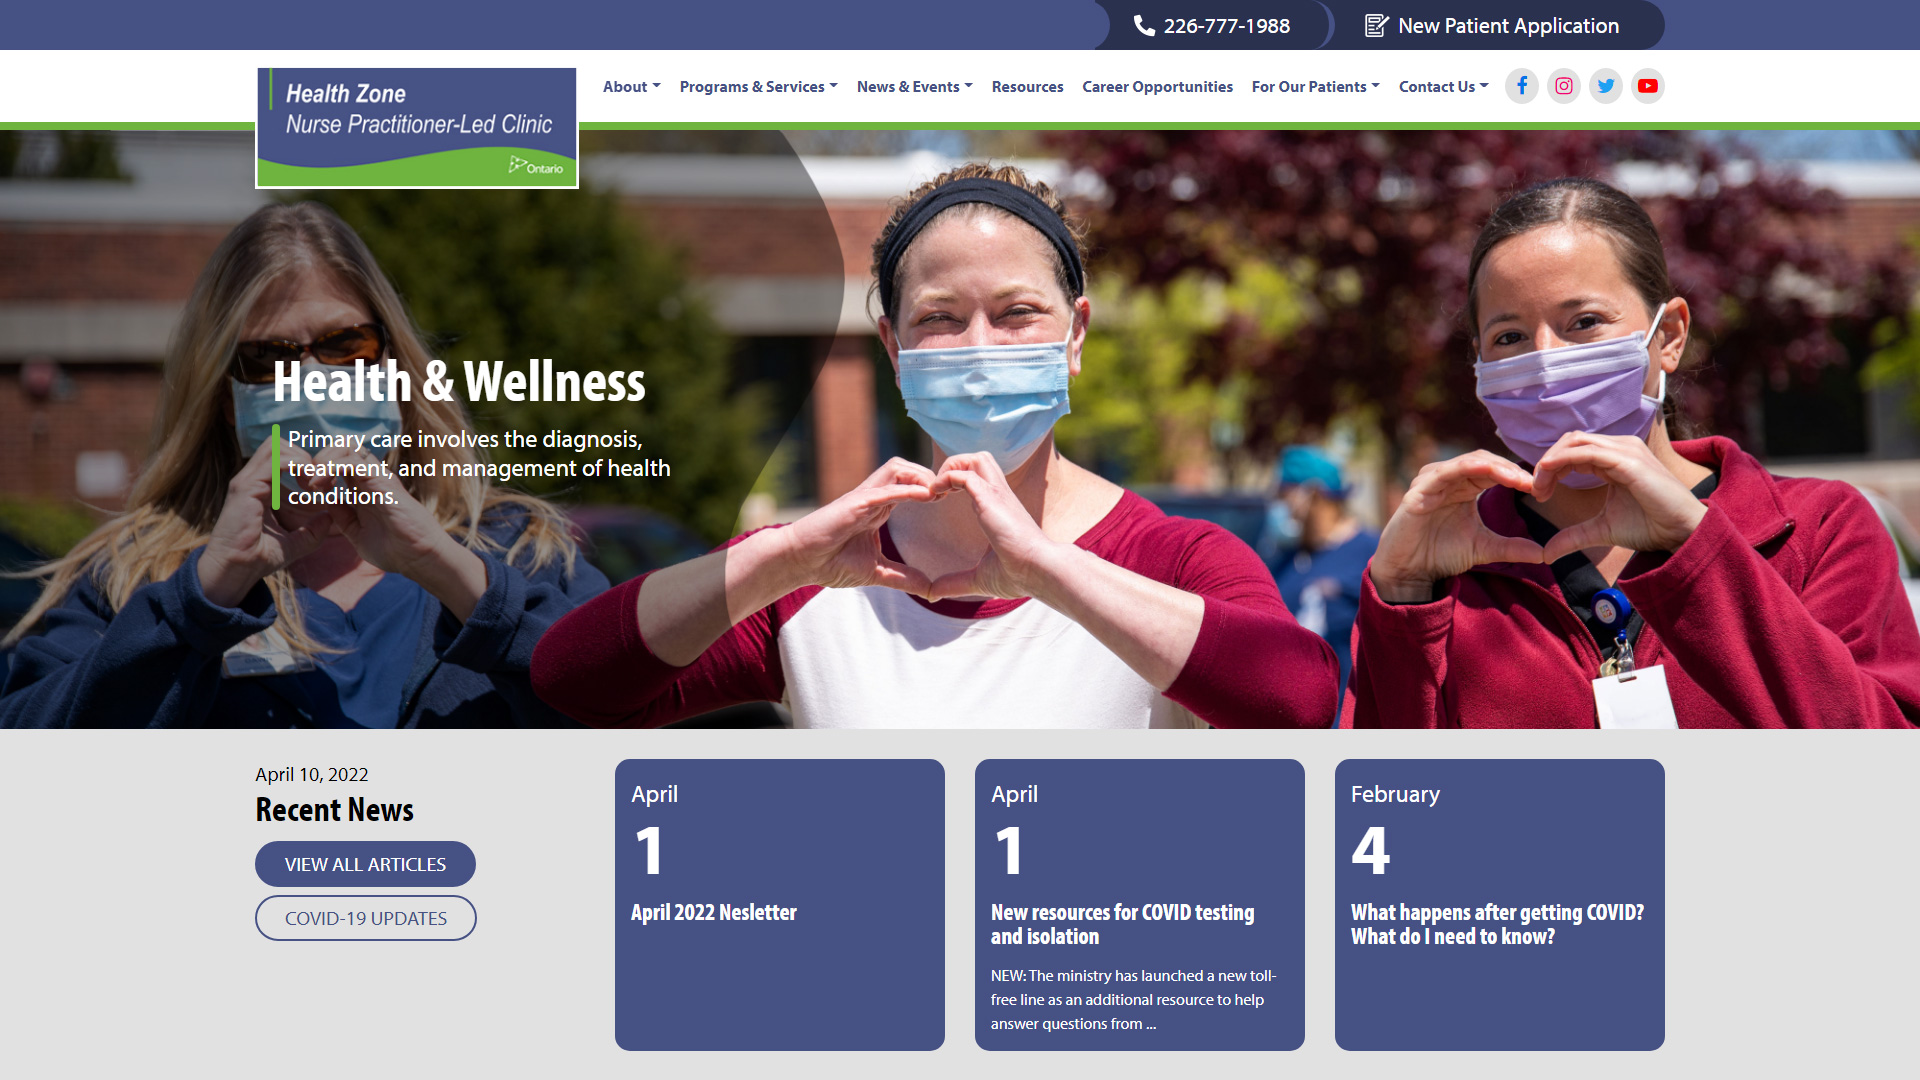 226-777-1988
New Patient Application
Health Zone
Nurse Practitioner-Led Clinic
Ontario
About
Programs & Services
News & Events
Resources
Career Opportunities
For Our Patients
Contact Us
Health & Wellness
Primary care involves the diagnosis,
treatment, and management of health
conditions.
April 10, 2022
Recent News
VIEW ALL ARTICLES
COVID-19 UPDATES
April
1
April 2022 Nesletter
April
1
New resources for COVID testing
and isolation
NEW: The ministry has launched a new toll-
free line as an additional resource to help
answer questions from ...
February
4
What happens after getting COVID?
What do I need to know?